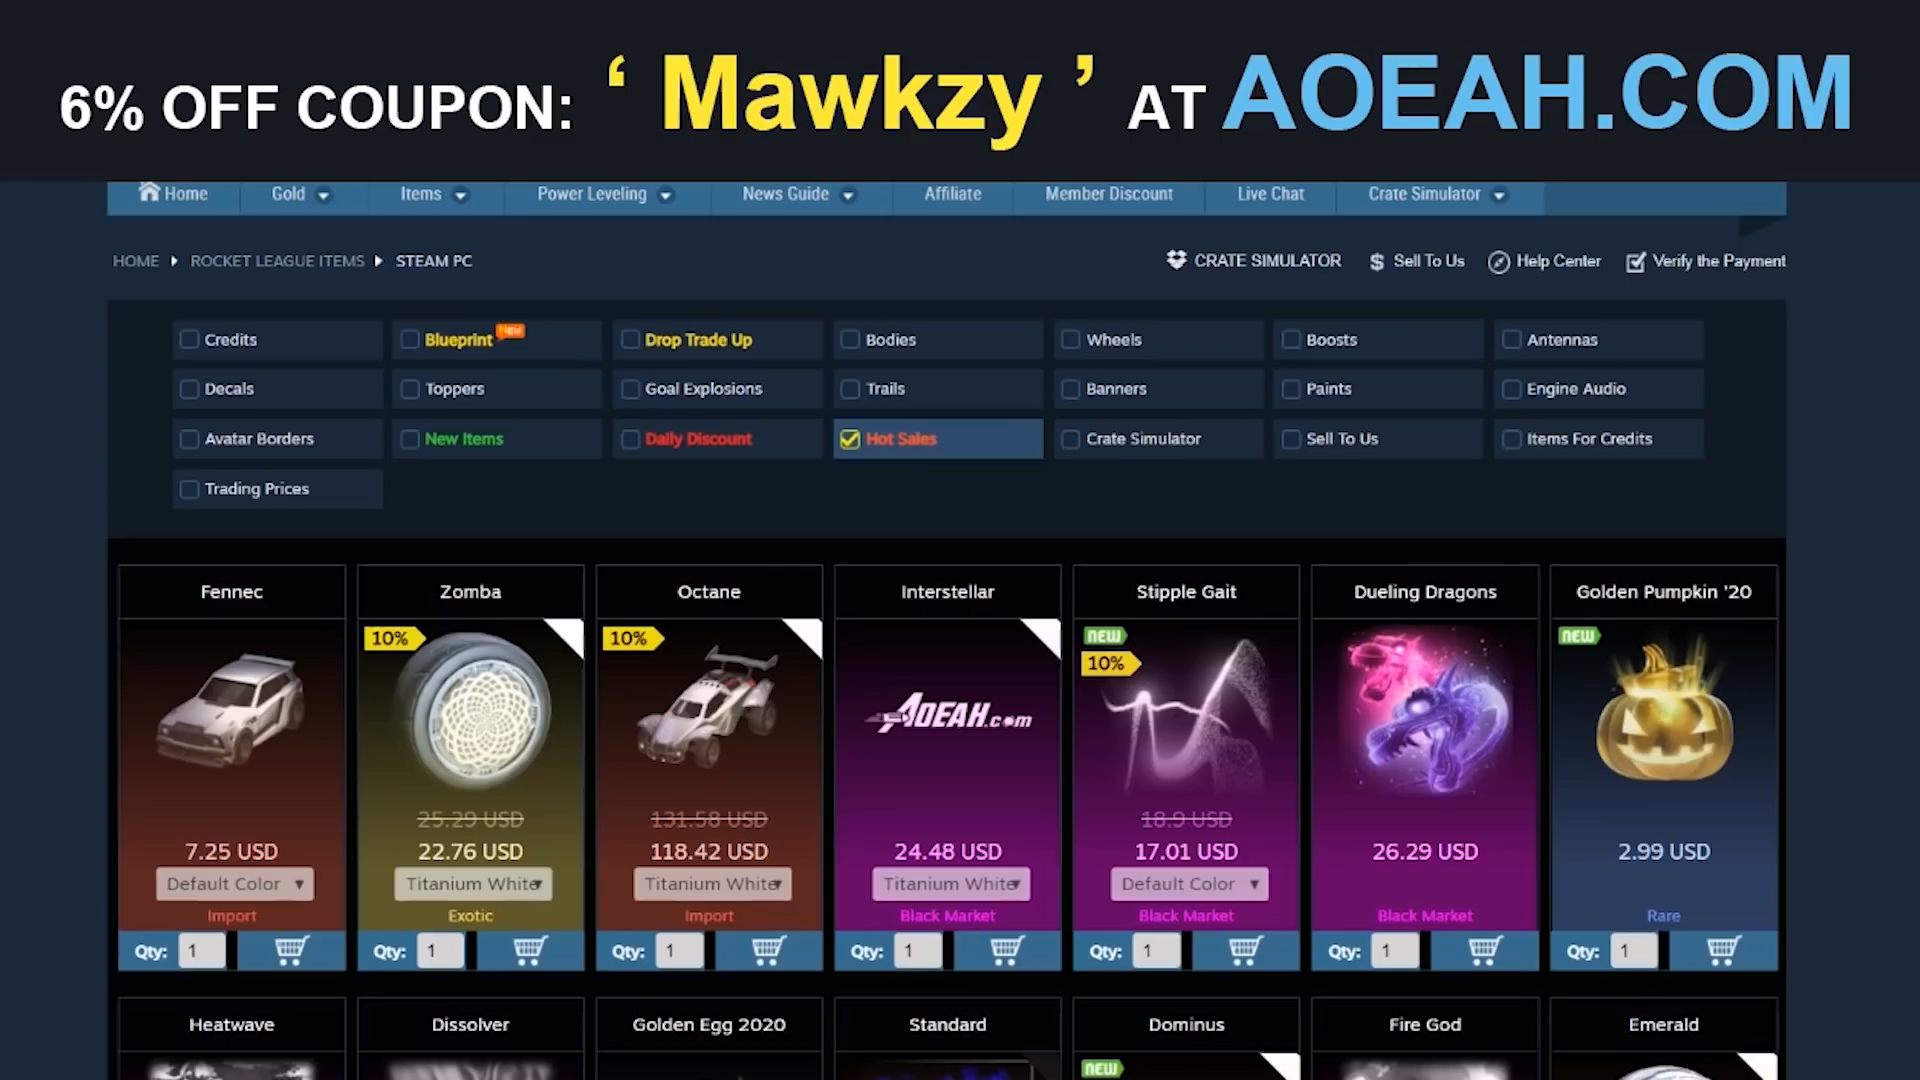 6% OFF COUPON: ‘ Mawkzy ’ AT AOEAH.COM
Home Gold Items Power Leveling News Guide Affiliate Member Discount Live Chat Crate Simulator
HOME ROCKET LEAGUE ITEMS STEAM PC CRATE SIMULATOR $ Sell To Us Help Center Verify the Payment
Credits Blueprint New Drop Trade Up Bodies Wheels Boosts Antennas
Decals Toppers Goal Explosions Trails Banners Paints Engine Audio
Avatar Borders New Items Daily Discount Hot Sales Crate Simulator Sell To Us Items For Credits
Trading Prices
Fennec Zomba Octane Interstellar Stipple Gait Dueling Dragons Golden Pumpkin '20
NEW NEW
10% 10% 10%
AOEAH.com
25.29 USD 131.58 USD 18.9 USD
7.25 USD 22.76 USD 118.42 USD 24.48 USD 17.01 USD 26.29 USD 2.99 USD
Default Color Titanium White Titanium White Titanium White Default Color
Import Exotic Import Black Market Black Market Black Market Rare
Qty: 1 Qty: 1 Qty: 1 Qty: 1 Qty: 1 Qty: 1 Qty: 1
Heatwave Dissolver Golden Egg 2020 Standard Dominus Fire God Emerald
NEW